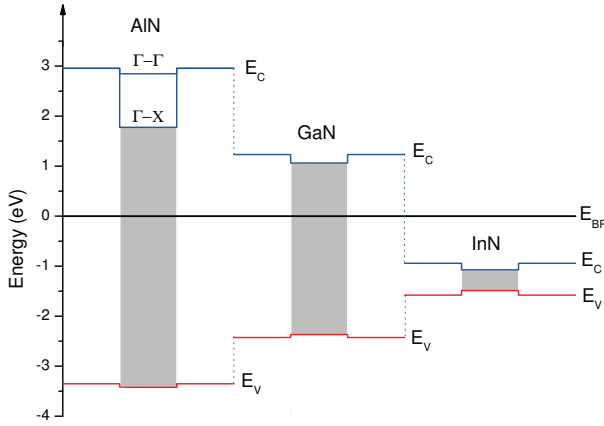 AlN
Γ–Γ
E_C
Γ–X
GaN
E_C
E_BP
InN
E_C
E_V
E_V
E_V
Energy (eV)
3
2
1
0
-1
-2
-3
-4